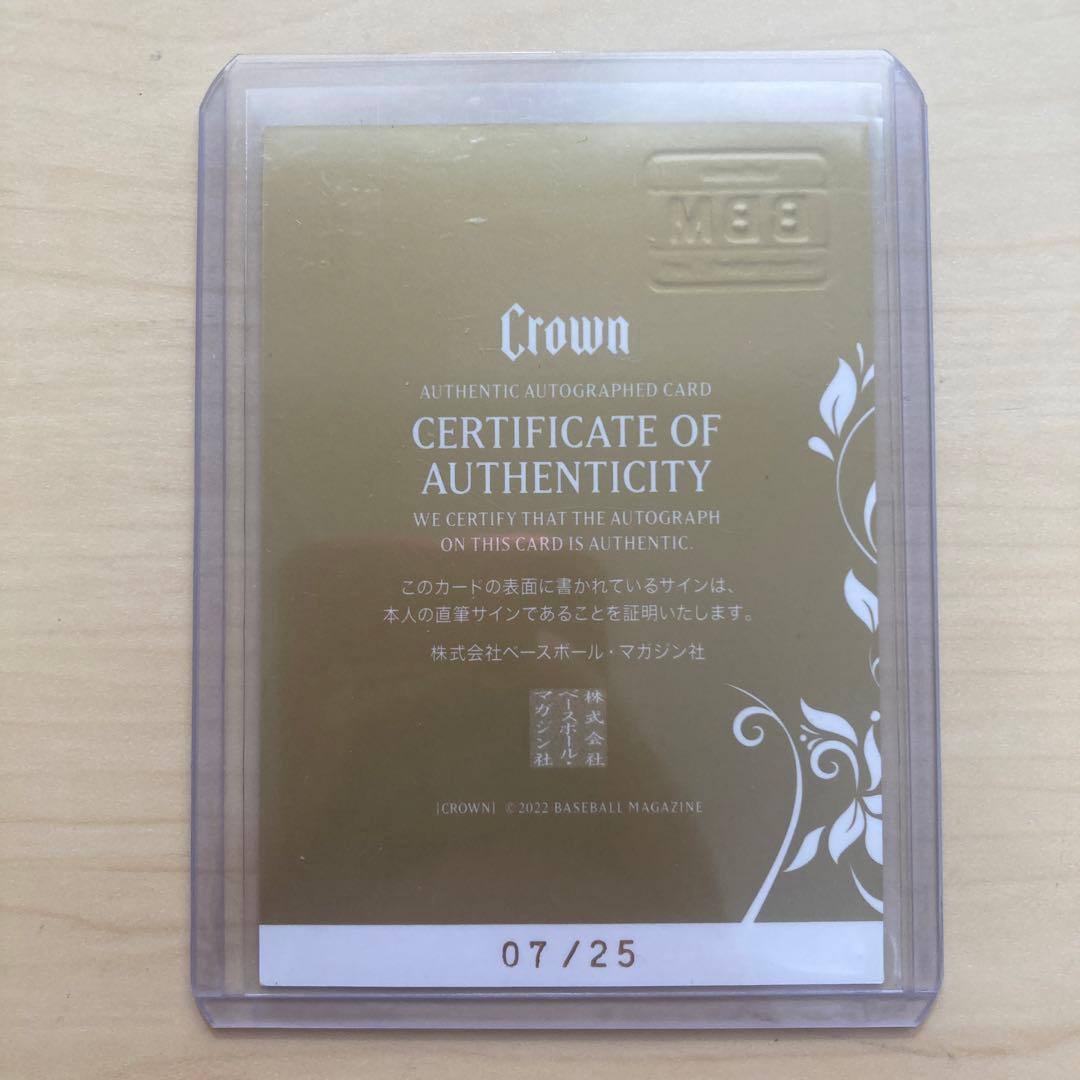 BBM
Crown
AUTHENTIC AUTOGRAPHED CARD
CERTIFICATE OF
AUTHENTICITY
WE CERTIFY THAT THE AUTOGRAPH
ON THIS CARD IS AUTHENTIC.
このカードの表面に書かれているサインは、
本人の直筆サインであることを証明いたします。
株式会社ベースボール・マガジン社
株式会社
ベースボール・
マガジン社
[CROWN] ©2022 BASEBALL MAGAZINE
07/25